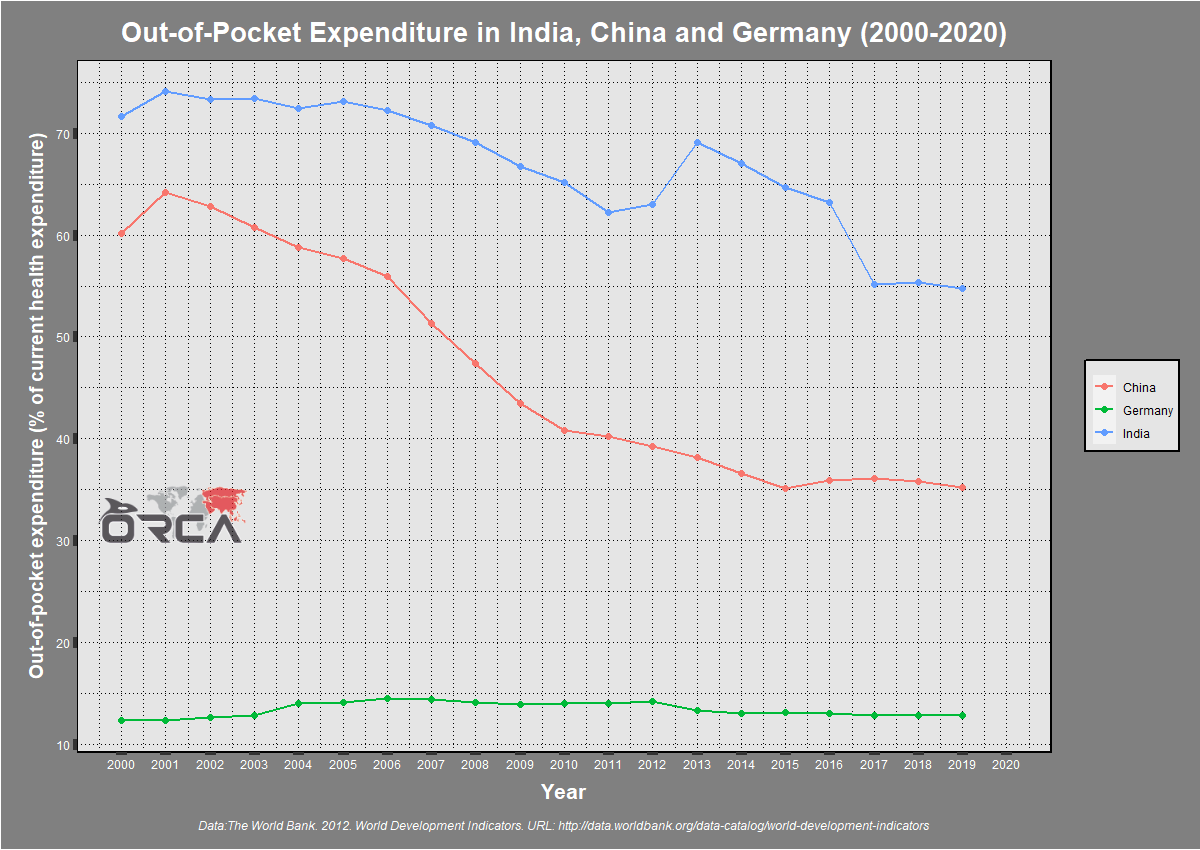 Out-of-Pocket Expenditure in India, China and Germany (2000-2020)
Out-of-pocket expenditure (% of current health expenditure)
70
60
50
40
30
20
10
ORCA
China
Germany
India
2000 2001 2002 2003 2004 2005 2006 2007 2008 2009 2010 2011 2012 2013 2014 2015 2016 2017 2018 2019 2020
Year
Data:The World Bank. 2012. World Development Indicators. URL: http://data.worldbank.org/data-catalog/world-development-indicators